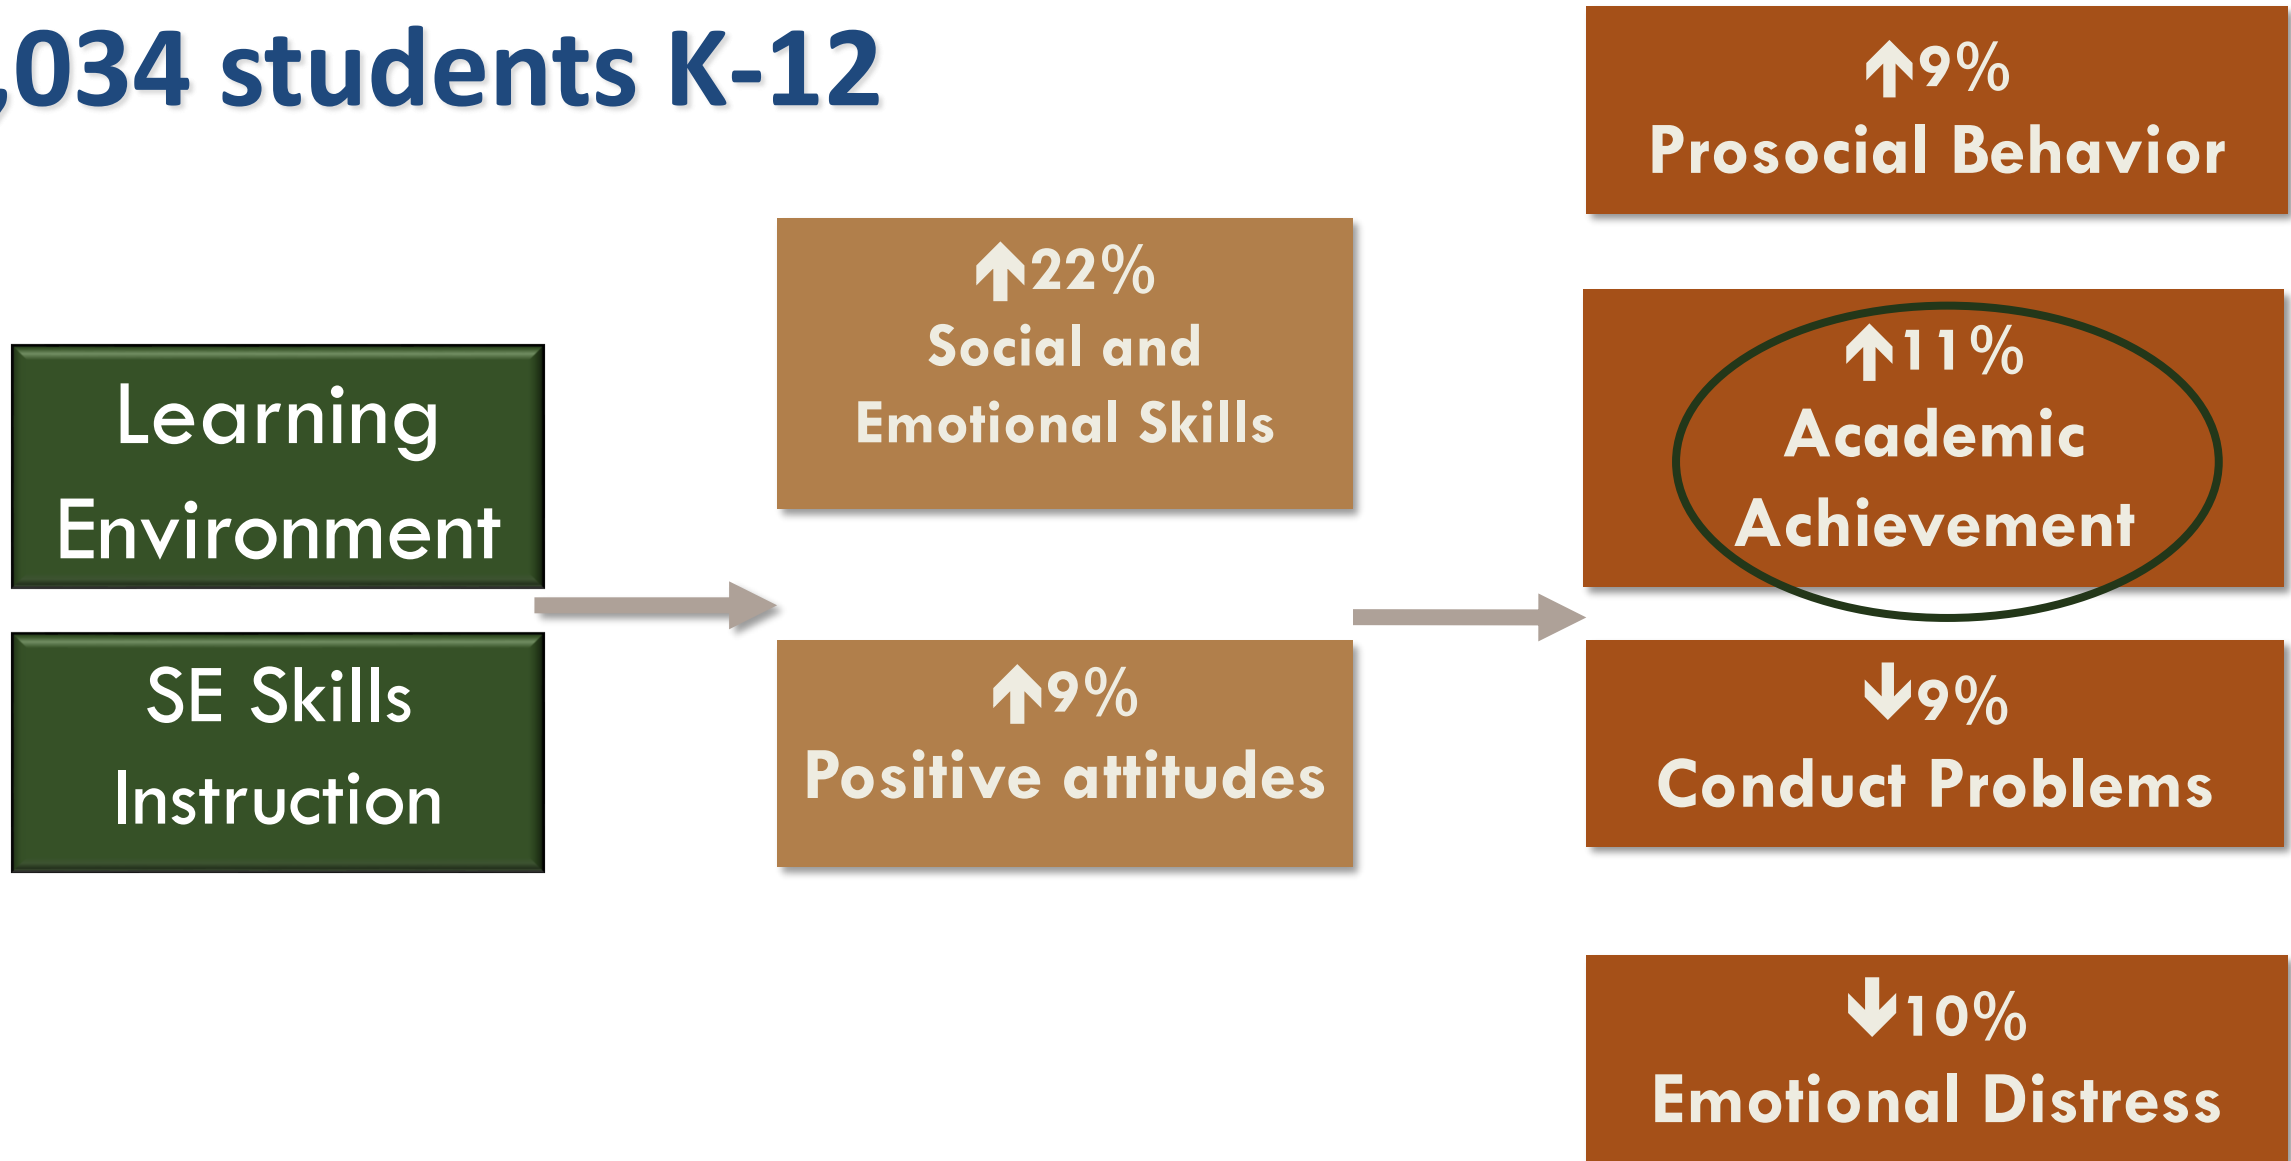 ,034 students K-12
Learning
Environment
SE Skills
Instruction
↑22%
Social and
Emotional Skills
↑9%
Positive attitudes
↑9%
Prosocial Behavior
↑11%
Academic
Achievement
↓9%
Conduct Problems
↓10%
Emotional Distress